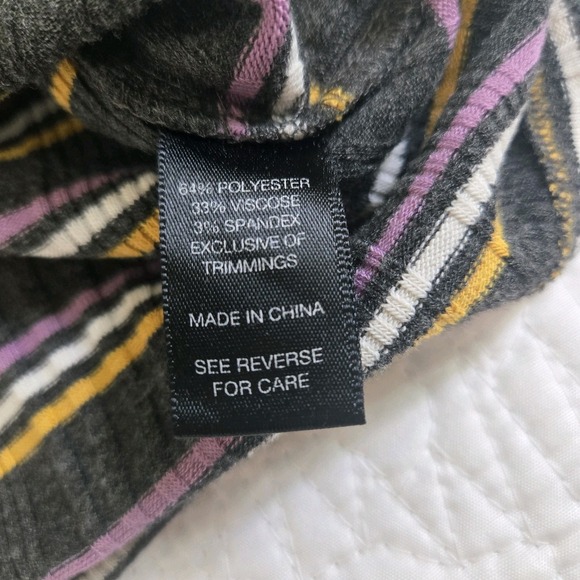 64% POLYESTER
33% VISCOSE
3% SPANDEX
EXCLUSIVE OF
TRIMMINGS
MADE IN CHINA
SEE REVERSE
FOR CARE